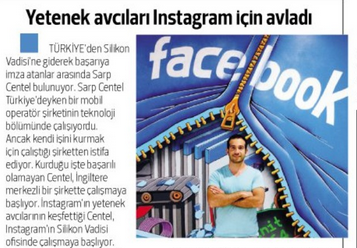 Yetenek avcıları Instagram için avladı
TÜRKİYE'den Silikon
Vadisi'ne giderek başarıya
imza atanlar arasında Sarp
Centel bulunuyor. Sarp Centel
Türkiye'deyken bir mobil
operatör şirketinin teknoloji
bölümünde çalışıyordu.
Ancak kendi işini kurmak
için çalıştığı şirketten istifa
ediyor. Kurduğu işte başarılı
olamayan Centel, İngiltere
merkezli bir şirkette çalışmaya
başlıyor. Instagram'ın yetenek
avcılarının keşfettiği Centel,
Instagram'ın Silikon Vadisi
ofisinde çalışmaya başlıyor.
facebook